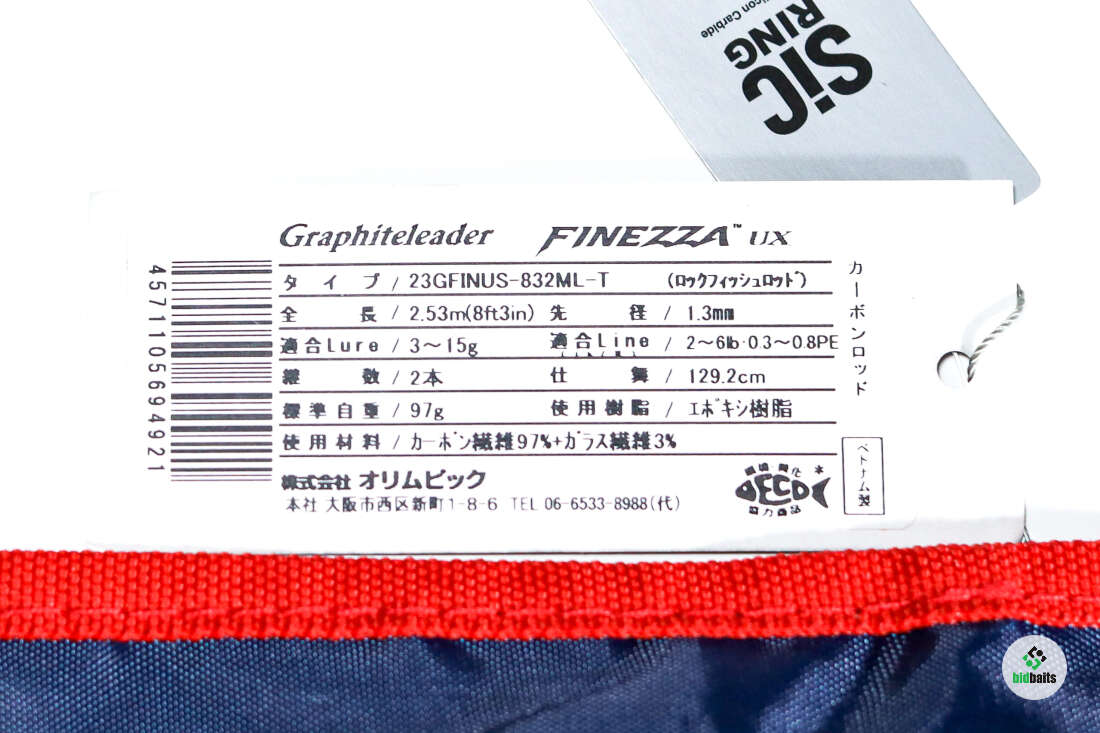 SiC
RING
Silicon Carbide
Graphiteleader FINEZZA™ UX
タイプ / 23GFINUS-832ML-T (ロックフィッシュロッド)
全長 / 2.53m(8ft3in) 先径 / 1.3mm
適合Lure / 3〜15g 適合Line / 2〜6lb・0.3〜0.8PE
継数 / 2本 仕舞 / 129.2cm
標準自重 / 97g 使用樹脂 / エポキシ樹脂
使用材料 / カーボン繊維97%+ガラス繊維3%
株式会社 オリムピック
本社 大阪市西区新町1-8-6 TEL 06-6533-8988(代)
4571105694921
カーボンロッド
ECO
協力商品
ベトナム製
bidbaits